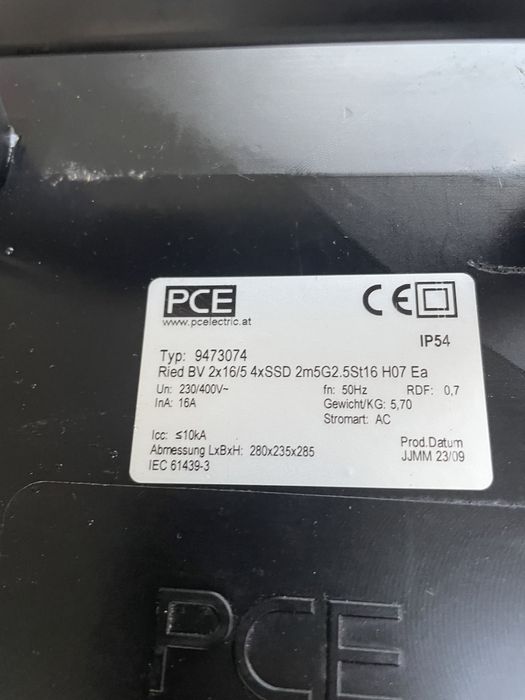 PCE
www.pcelectric.at
CE
IP54
Typ: 9473074
Ried BV 2x16/5 4xSSD 2m5G2.5St16 H07 Ea
Un: 230/400V~ fn: 50Hz RDF: 0,7
InA: 16A Gewicht/KG: 5,70
Stromart: AC
Icc: ≤10kA Prod.Datum
Abmessung LxBxH: 280x235x285 JJMM 23/09
IEC 61439-3
PCE